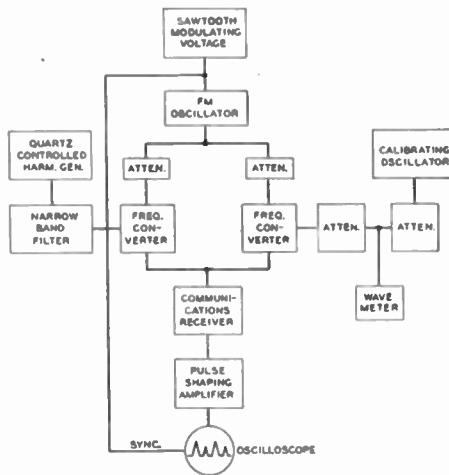 SAWTOOTH
MODULATING
VOLTAGE
FM
OSCILLATOR
QUARTZ
CONTROLLED
HARM. GEN.
CALIBRATING
OSCILLATOR
ATTEN.
ATTEN.
NARROW
BAND
FILTER
FREQ.
CON-
VERTER
FREQ.
CON-
VERTER
ATTEN.
ATTEN.
WAVE
METER
COMMUNI-
CATIONS
RECEIVER
PULSE
SHAPING
AMPLIFIER
SYNC.
OSCILLOSCOPE